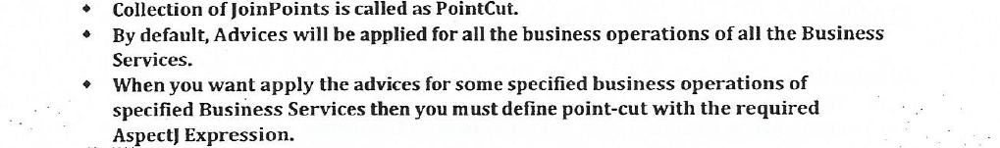 • Collection of JoinPoints is called as PointCut.
• By default, Advices will be applied for all the business operations of all the Business
Services.
• When you want apply the advices for some specified business operations of
specified Business Services then you must define point-cut with the required
AspectJ Expression.